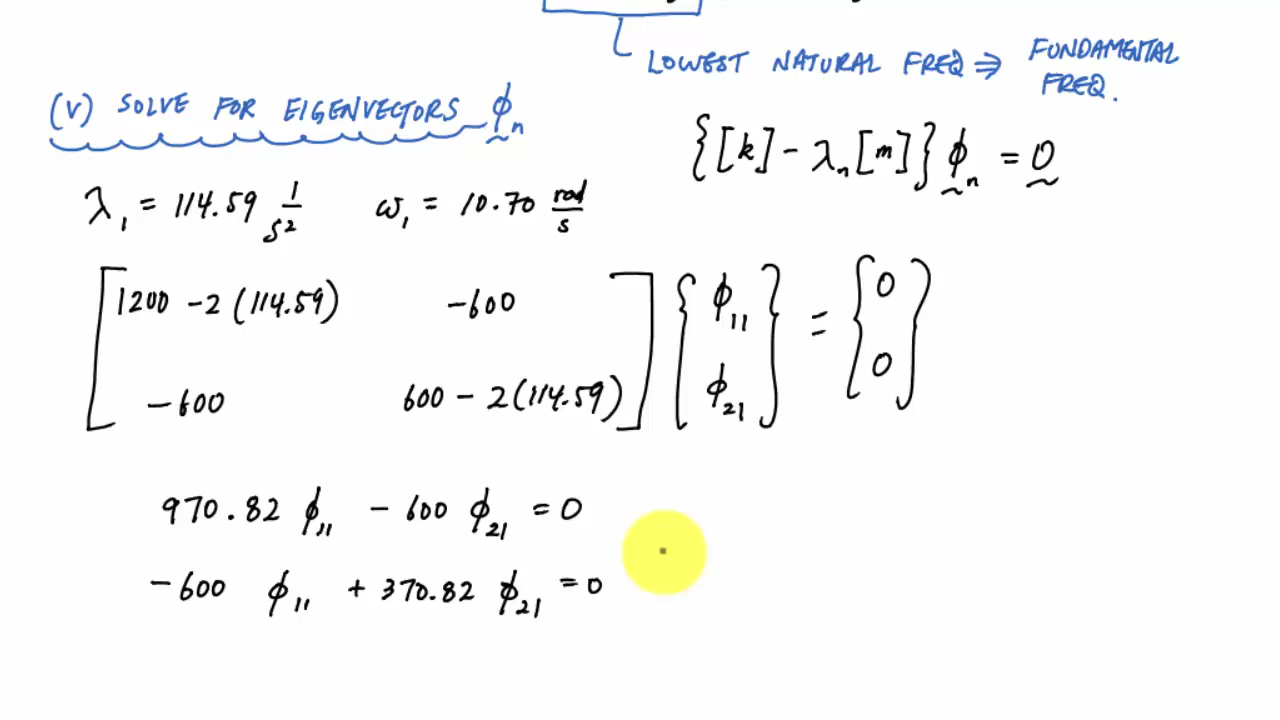 LOWEST NATURAL FREQ ⇒ FUNDAMENTAL FREQ.
(V) SOLVE FOR EIGENVECTORS ϕn
{[k] - λn[m]} ϕn = 0
λ1 = 114.59 1/s² ω1 = 10.70 rad/s
[1200 - 2(114.59) -600] {ϕ11} = {0}
[-600 600 - 2(114.59)] {ϕ21} {0}
970.82 ϕ11 - 600 ϕ21 = 0
-600 ϕ11 + 370.82 ϕ21 = 0